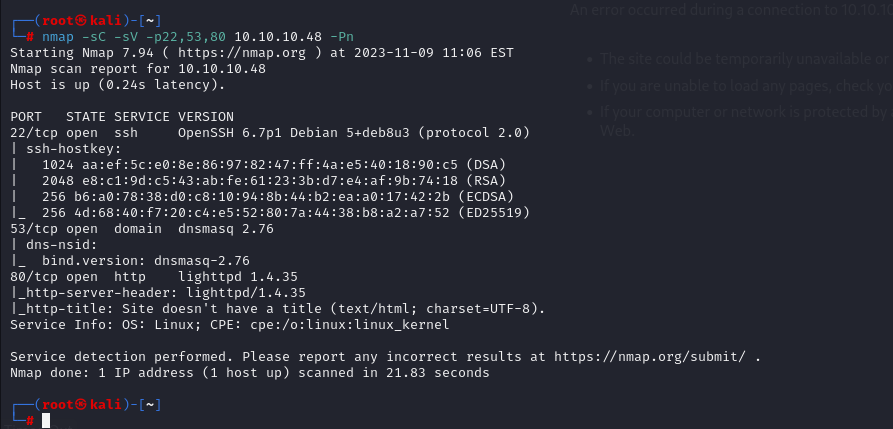 ┌──(root㉿kali)-[~]
└─# nmap -sC -sV -p22,53,80 10.10.10.48 -Pn
Starting Nmap 7.94 ( https://nmap.org ) at 2023-11-09 11:06 EST
Nmap scan report for 10.10.10.48
Host is up (0.24s latency).

PORT   STATE SERVICE VERSION
22/tcp open  ssh     OpenSSH 6.7p1 Debian 5+deb8u3 (protocol 2.0)
| ssh-hostkey:
|   1024 aa:ef:5c:e0:8e:86:97:82:47:ff:4a:e5:40:18:90:c5 (DSA)
|   2048 e8:c1:9d:c5:43:ab:fe:61:23:3b:d7:e4:af:9b:74:18 (RSA)
|   256 b6:a0:78:38:d0:c8:10:94:8b:44:b2:ea:a0:17:42:2b (ECDSA)
|_  256 4d:68:40:f7:20:c4:e5:52:80:7a:44:38:b8:a2:a7:52 (ED25519)
53/tcp open  domain  dnsmasq 2.76
| dns-nsid:
|_  bind.version: dnsmasq-2.76
80/tcp open  http    lighttpd 1.4.35
|_http-server-header: lighttpd/1.4.35
|_http-title: Site doesn't have a title (text/html; charset=UTF-8).
Service Info: OS: Linux; CPE: cpe:/o:linux:linux_kernel

Service detection performed. Please report any incorrect results at https://nmap.org/submit/ .
Nmap done: 1 IP address (1 host up) scanned in 21.83 seconds

┌──(root㉿kali)-[~]
└─#
An error occurred during a connection to 10.10.
• The site could be temporarily unavailable or
• If you are unable to load any pages, check
• If your computer or network is protected by
Web.